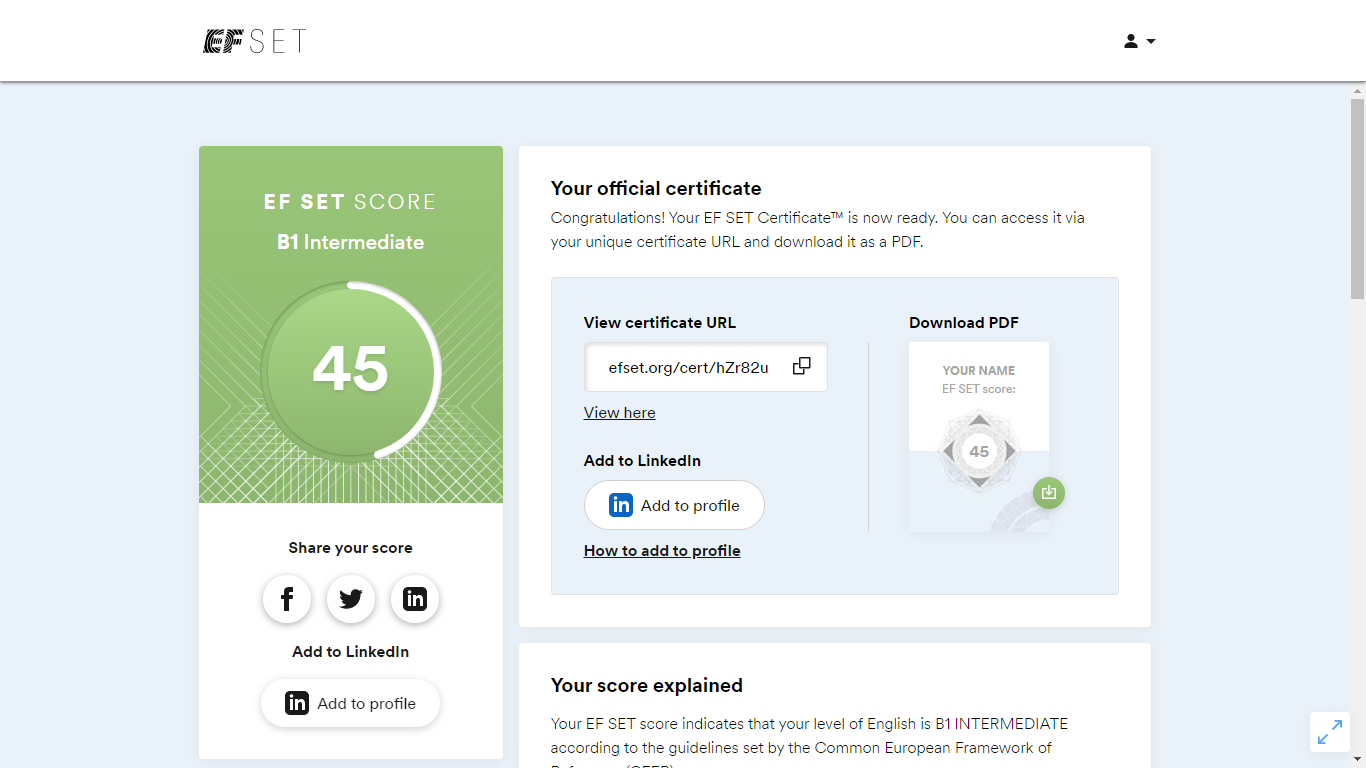 EF SET
EF SET SCORE
B1 Intermediate
45
Share your score
Add to LinkedIn
Add to profile
Your official certificate
Congratulations! Your EF SET Certificate™ is now ready. You can access it via
your unique certificate URL and download it as a PDF.
View certificate URL
efset.org/cert/hZr82u
View here
Add to LinkedIn
Add to profile
How to add to profile
Download PDF
YOUR NAME
EF SET score:
45
Your score explained
Your EF SET score indicates that your level of English is B1 INTERMEDIATE
according to the guidelines set by the Common European Framework of